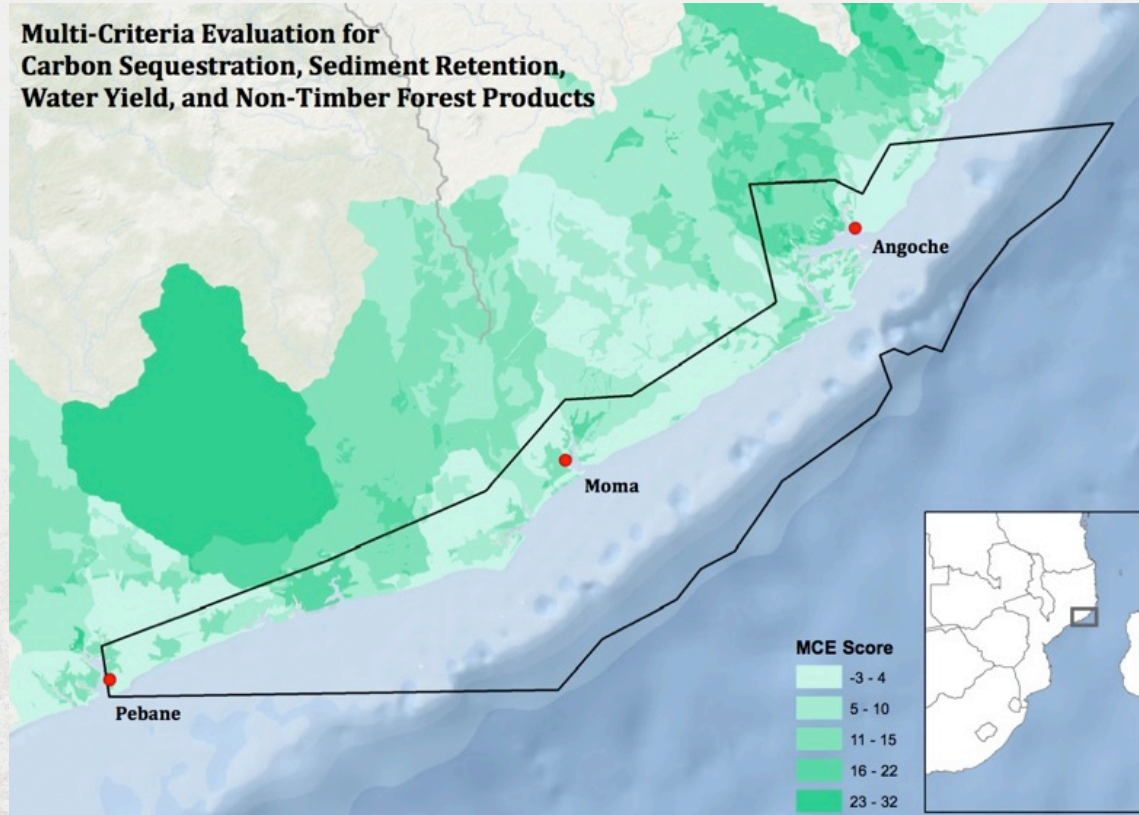 Multi-Criteria Evaluation for
Carbon Sequestration, Sediment Retention,
Water Yield, and Non-Timber Forest Products
Angoche
Moma
Pebane
MCE Score
-3 - 4
5 - 10
11 - 15
16 - 22
23 - 32